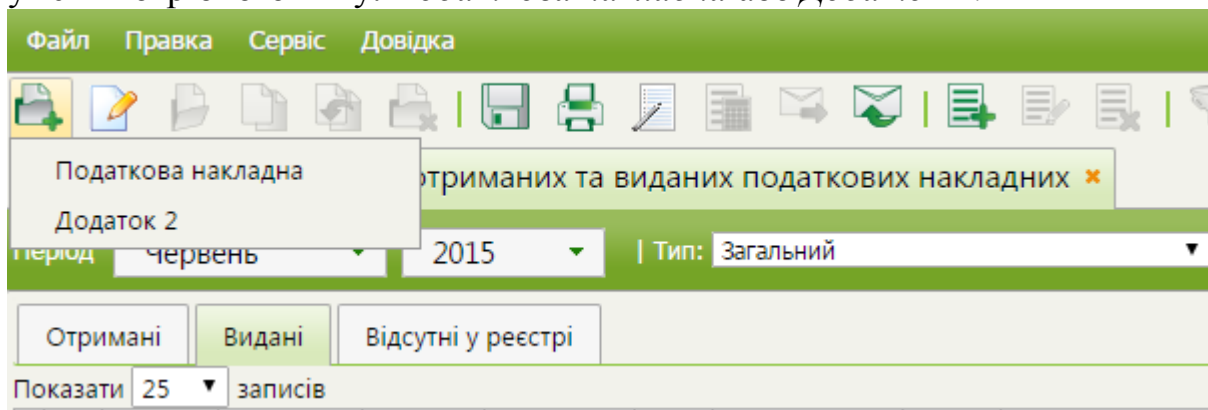 Файл Правка Сервіс Довідка
Податкова накладна
отриманих та виданих податкових накладних
Додаток 2
Період Червень 2015 | Тип: Загальний
Отримані Видані Відсутні у реєстрі
Показати 25 записів